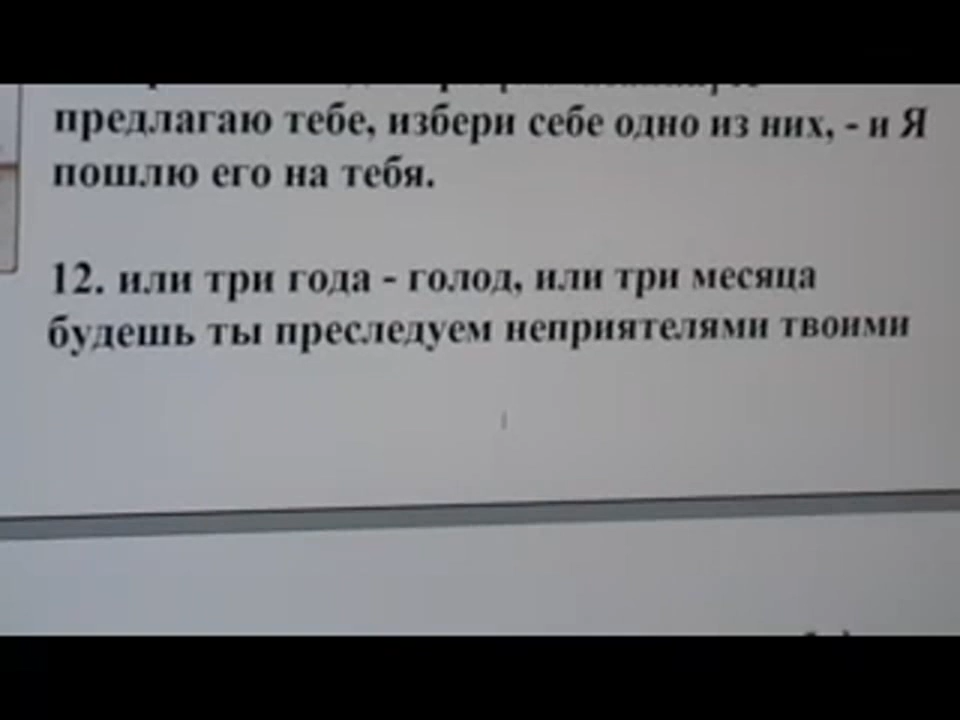 предлагаю тебе, избери себе одно из них, - и Я
пошлю его на тебя.
12. или три года - голод, или три месяца
будешь ты преследуем неприятелями твоими